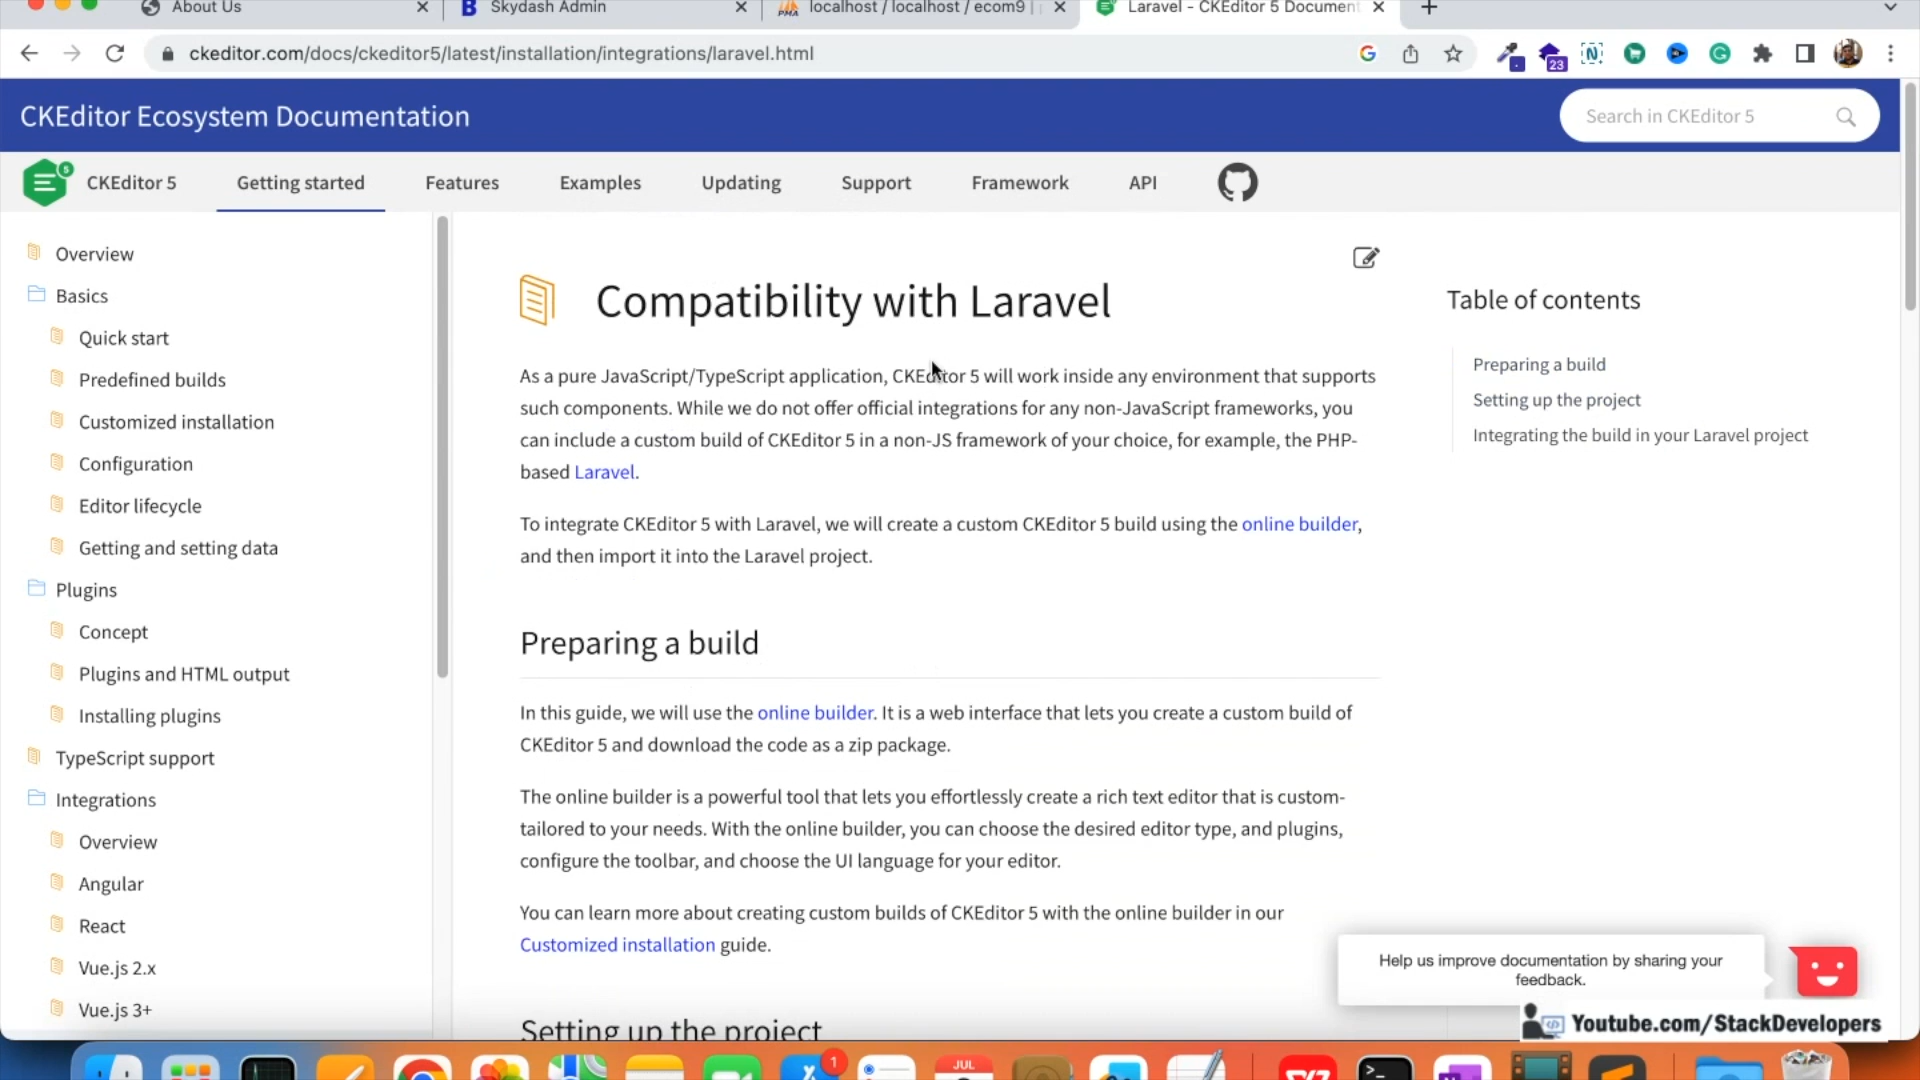 About Us
Skydash Admin
localhost / localhost / ecom9 |
Laravel - CKEditor 5 Document
ckeditor.com/docs/ckeditor5/latest/installation/integrations/laravel.html
23
CKEditor Ecosystem Documentation
Search in CKEditor 5
5
CKEditor 5
Getting started
Features
Examples
Updating
Support
Framework
API
Overview
Basics
Quick start
Predefined builds
Customized installation
Configuration
Editor lifecycle
Getting and setting data
Plugins
Concept
Plugins and HTML output
Installing plugins
TypeScript support
Integrations
Overview
Angular
React
Vue.js 2.x
Vue.js 3+
Compatibility with Laravel
As a pure JavaScript/TypeScript application, CKEditor 5 will work inside any environment that supports
such components. While we do not offer official integrations for any non-JavaScript frameworks, you
can include a custom build of CKEditor 5 in a non-JS framework of your choice, for example, the PHP-
based Laravel.
To integrate CKEditor 5 with Laravel, we will create a custom CKEditor 5 build using the online builder,
and then import it into the Laravel project.
Preparing a build
In this guide, we will use the online builder. It is a web interface that lets you create a custom build of
CKEditor 5 and download the code as a zip package.
The online builder is a powerful tool that lets you effortlessly create a rich text editor that is custom-
tailored to your needs. With the online builder, you can choose the desired editor type, and plugins,
configure the toolbar, and choose the UI language for your editor.
You can learn more about creating custom builds of CKEditor 5 with the online builder in our
Customized installation guide.
Setting up the project
Table of contents
Preparing a build
Setting up the project
Integrating the build in your Laravel project
Help us improve documentation by sharing your
feedback.
Youtube.com/StackDevelopers
1
JUL